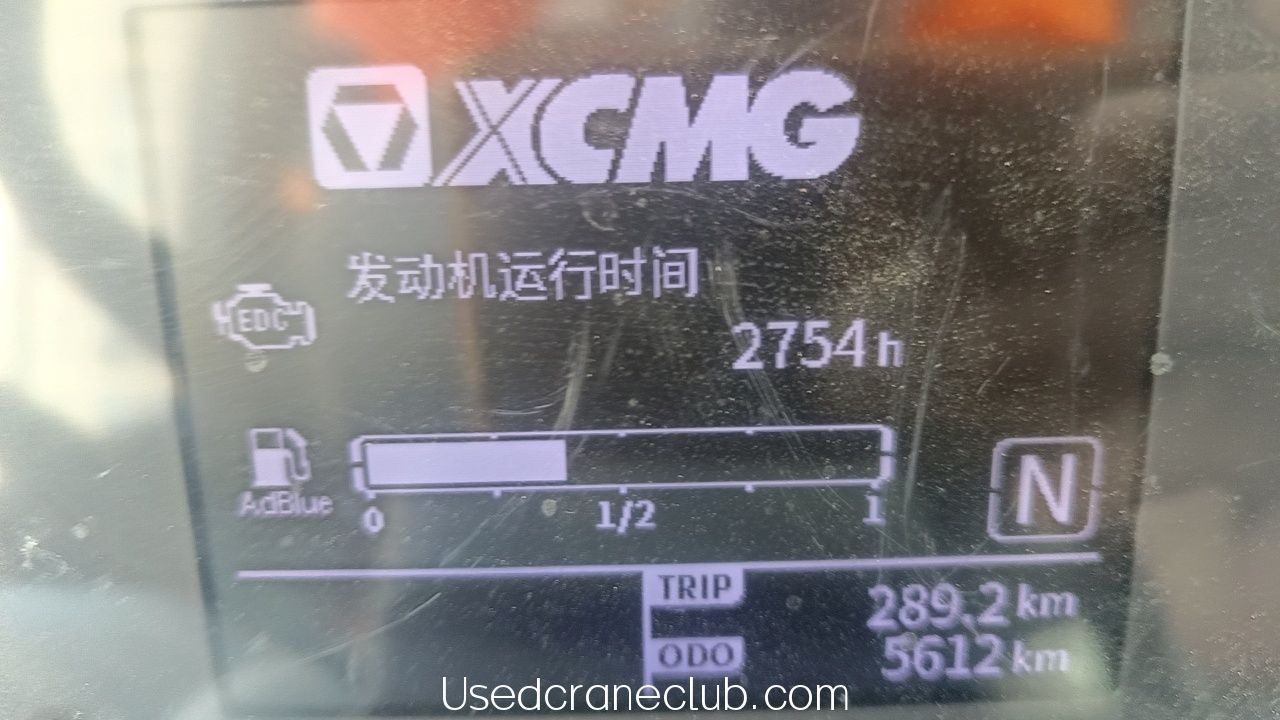 XCMG
发动机运行时间
EDC
2754 h
AdBlue
0 1/2 1
N
TRIP 289.2 km
ODO 5612 km
Usedcraneclub.com